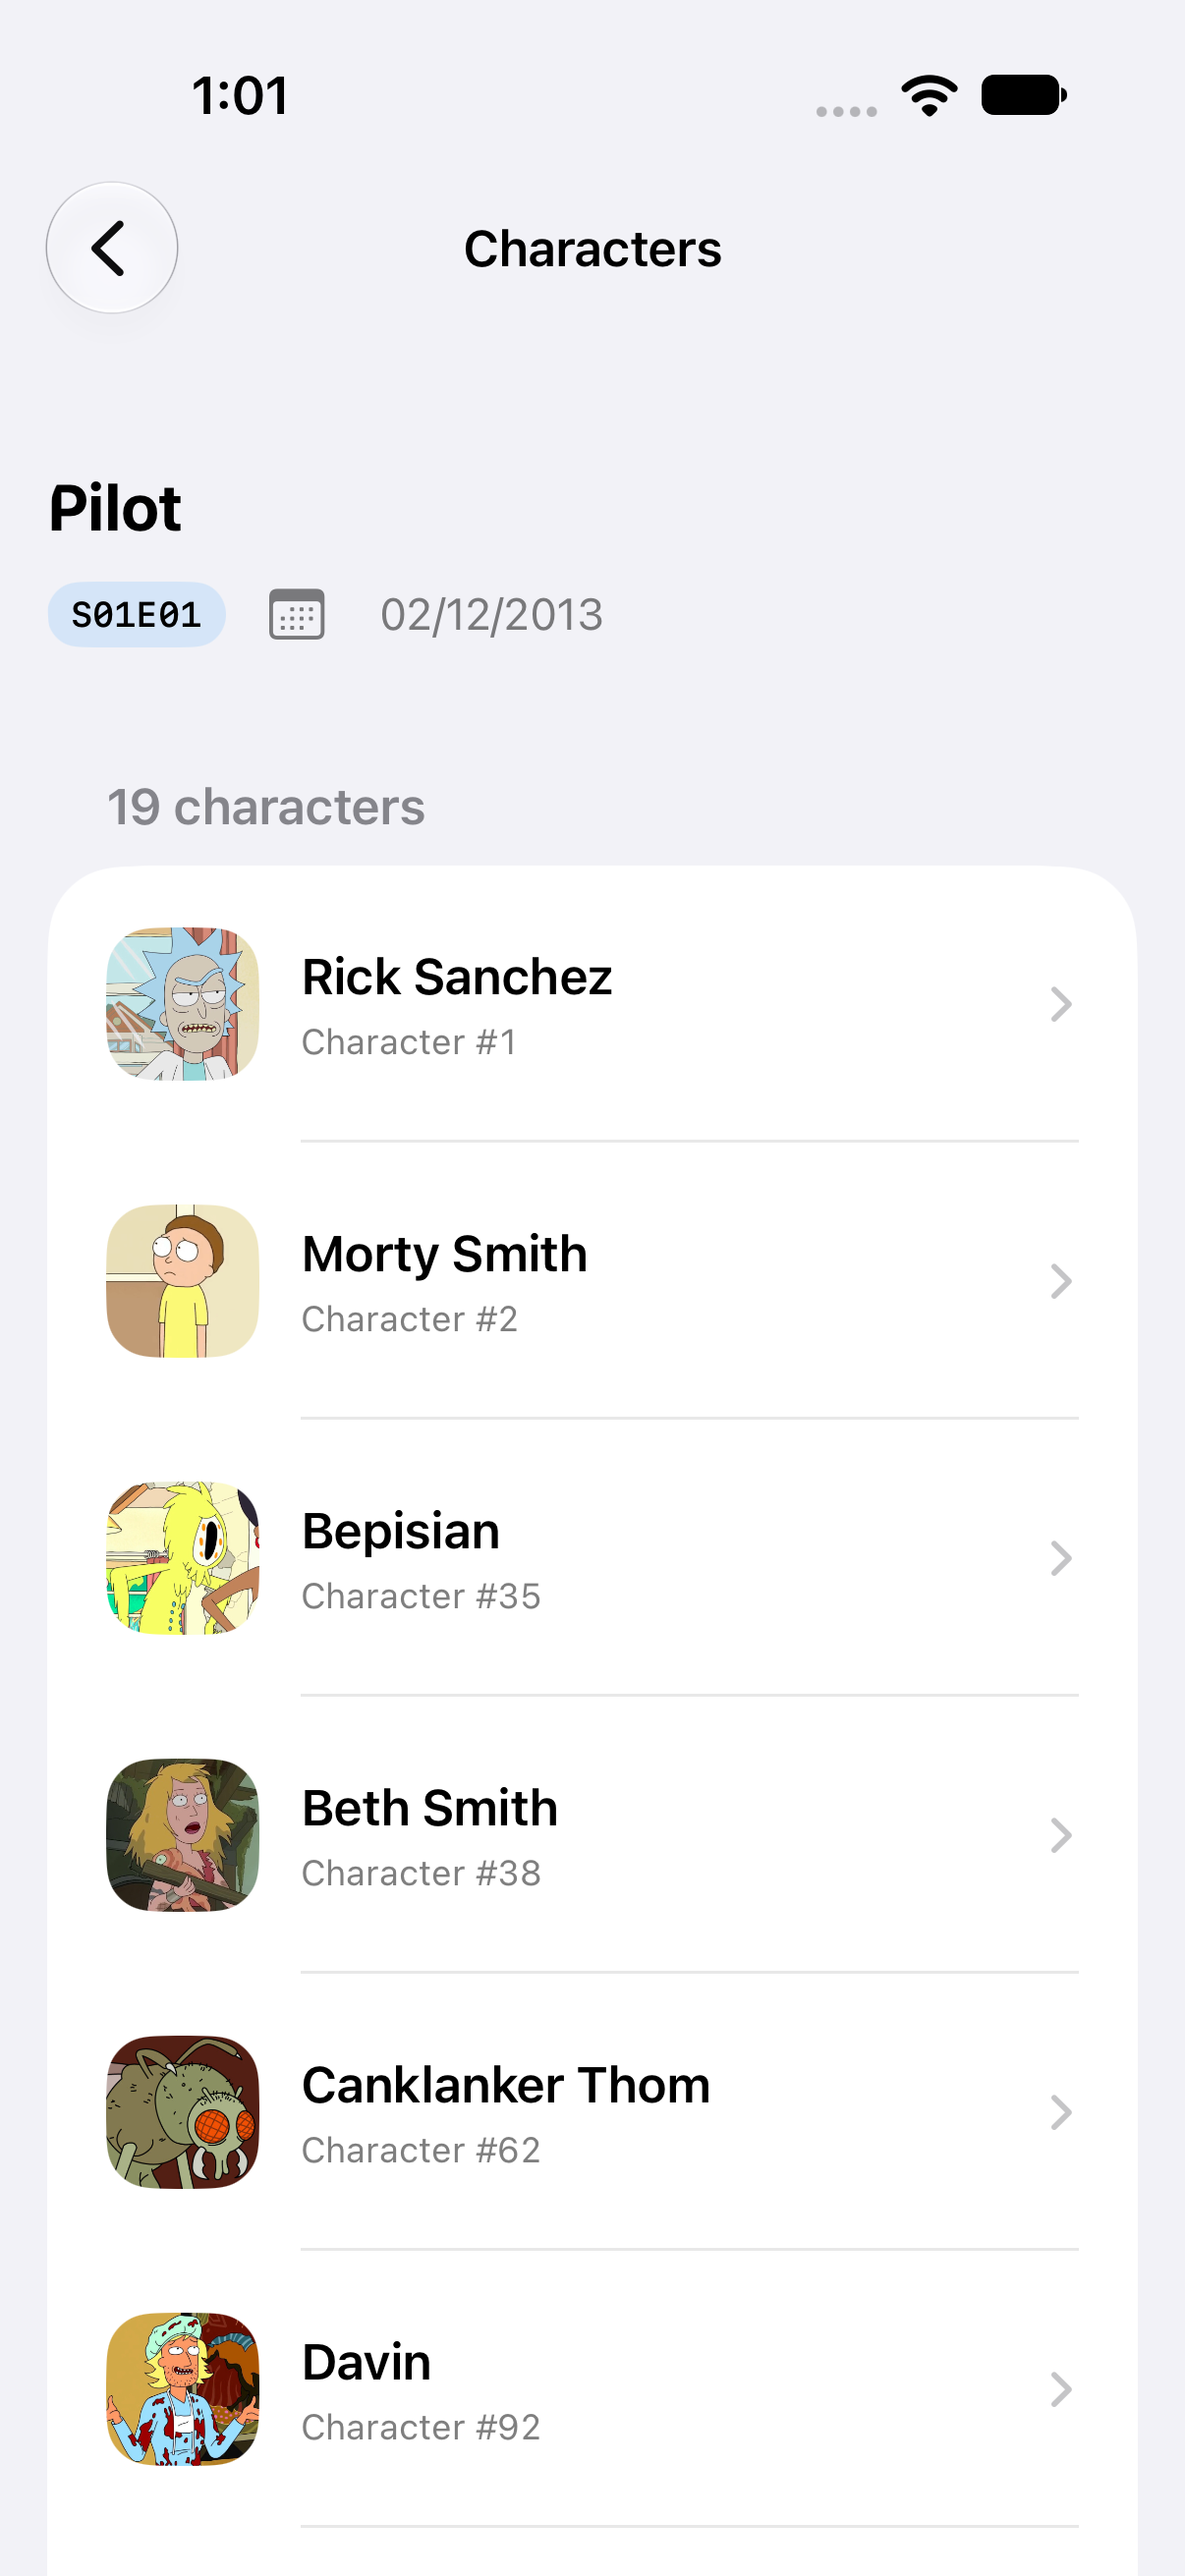 1:01
Characters
Pilot
S01E01 02/12/2013
19 characters
Rick Sanchez
Character #1
Morty Smith
Character #2
Bepisian
Character #35
Beth Smith
Character #38
Canklanker Thom
Character #62
Davin
Character #92